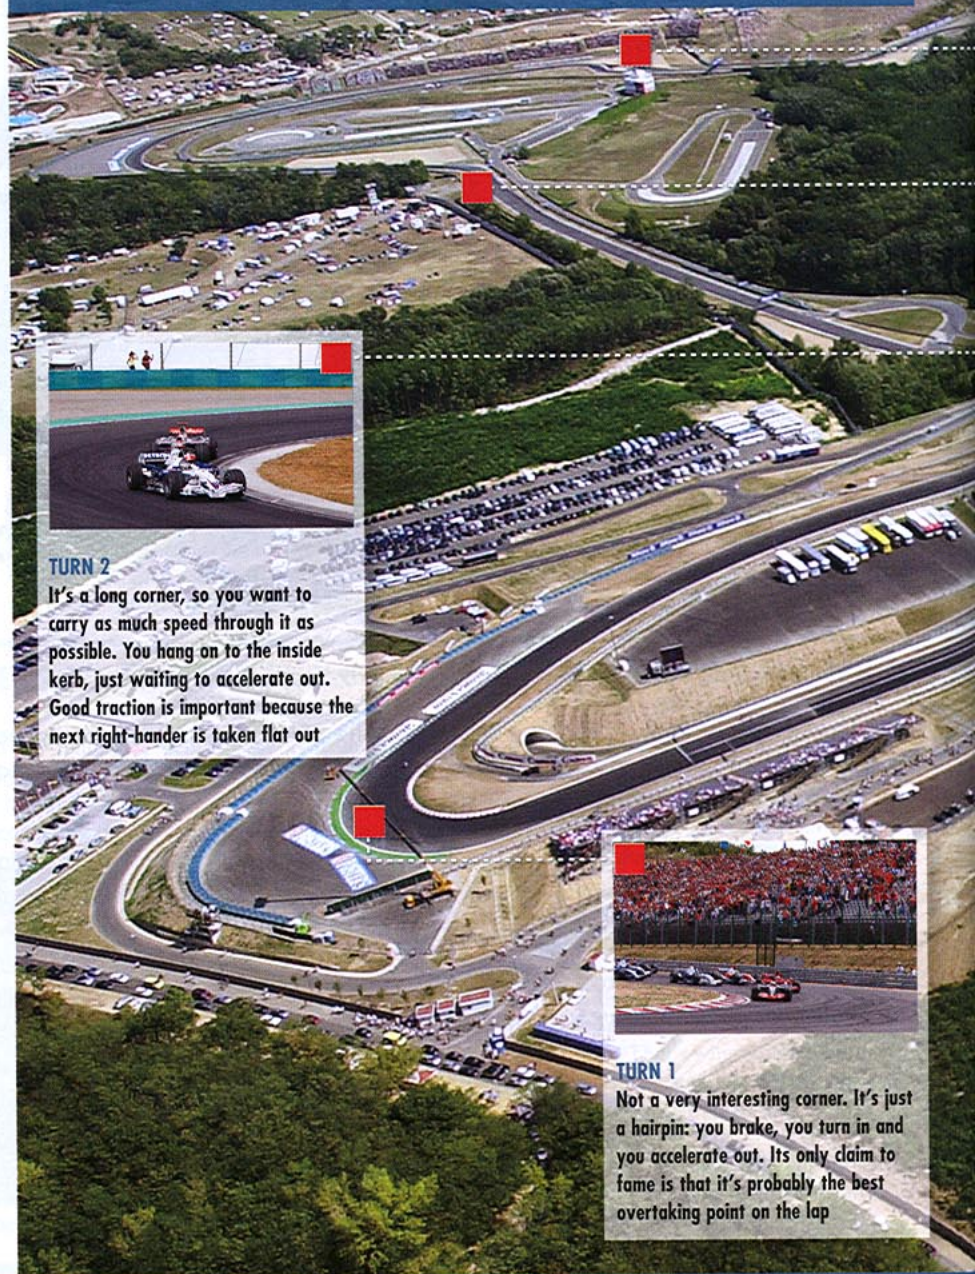 TURN 2
It's a long corner, so you want to
carry as much speed through it as
possible. You hang on to the inside
kerb, just waiting to accelerate out.
Good traction is important because the
next right-hander is taken flat out
TURN 1
Not a very interesting corner. It's just
a hairpin: you brake, you turn in and
you accelerate out. Its only claim to
fame is that it's probably the best
overtaking point on the lap